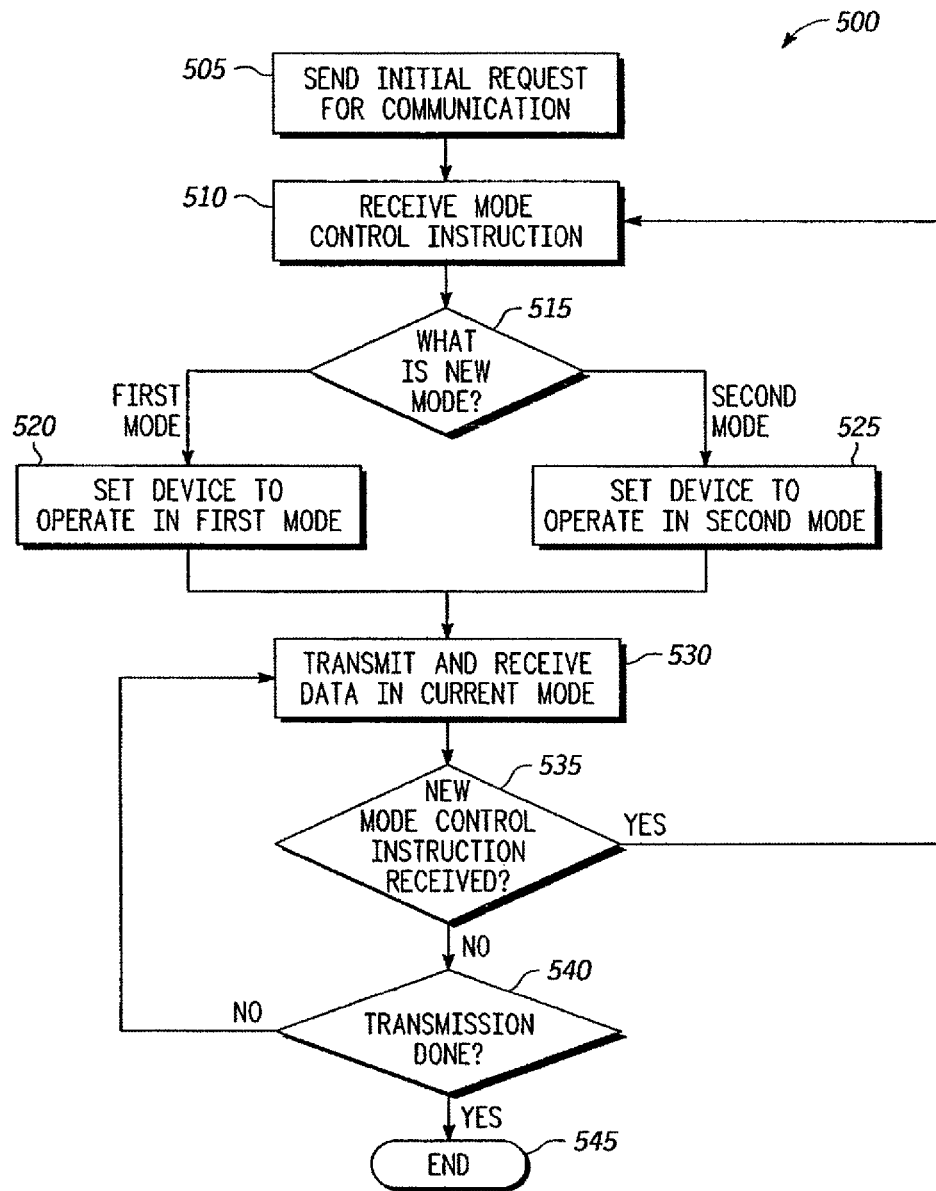 500
505
SEND INITIAL REQUEST
FOR COMMUNICATION
510
RECEIVE MODE
CONTROL INSTRUCTION
515
WHAT
IS NEW
MODE?
FIRST
MODE
SECOND
MODE
520
SET DEVICE TO
OPERATE IN FIRST MODE
525
SET DEVICE TO
OPERATE IN SECOND MODE
TRANSMIT AND RECEIVE
DATA IN CURRENT MODE
530
535
NEW
MODE CONTROL
INSTRUCTION
RECEIVED?
YES
NO
540
NO
TRANSMISSION
DONE?
YES
END
545